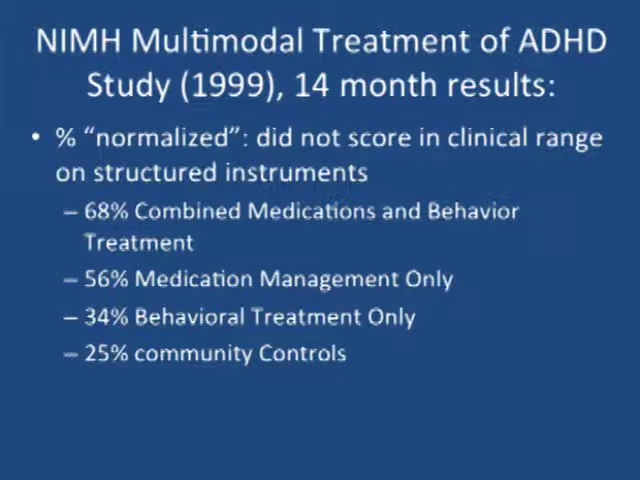 NIMH Multimodal Treatment of ADHD
Study (1999), 14 month results:
• % “normalized”: did not score in clinical range
on structured instruments
– 68% Combined Medications and Behavior
Treatment
– 56% Medication Management Only
– 34% Behavioral Treatment Only
– 25% community Controls